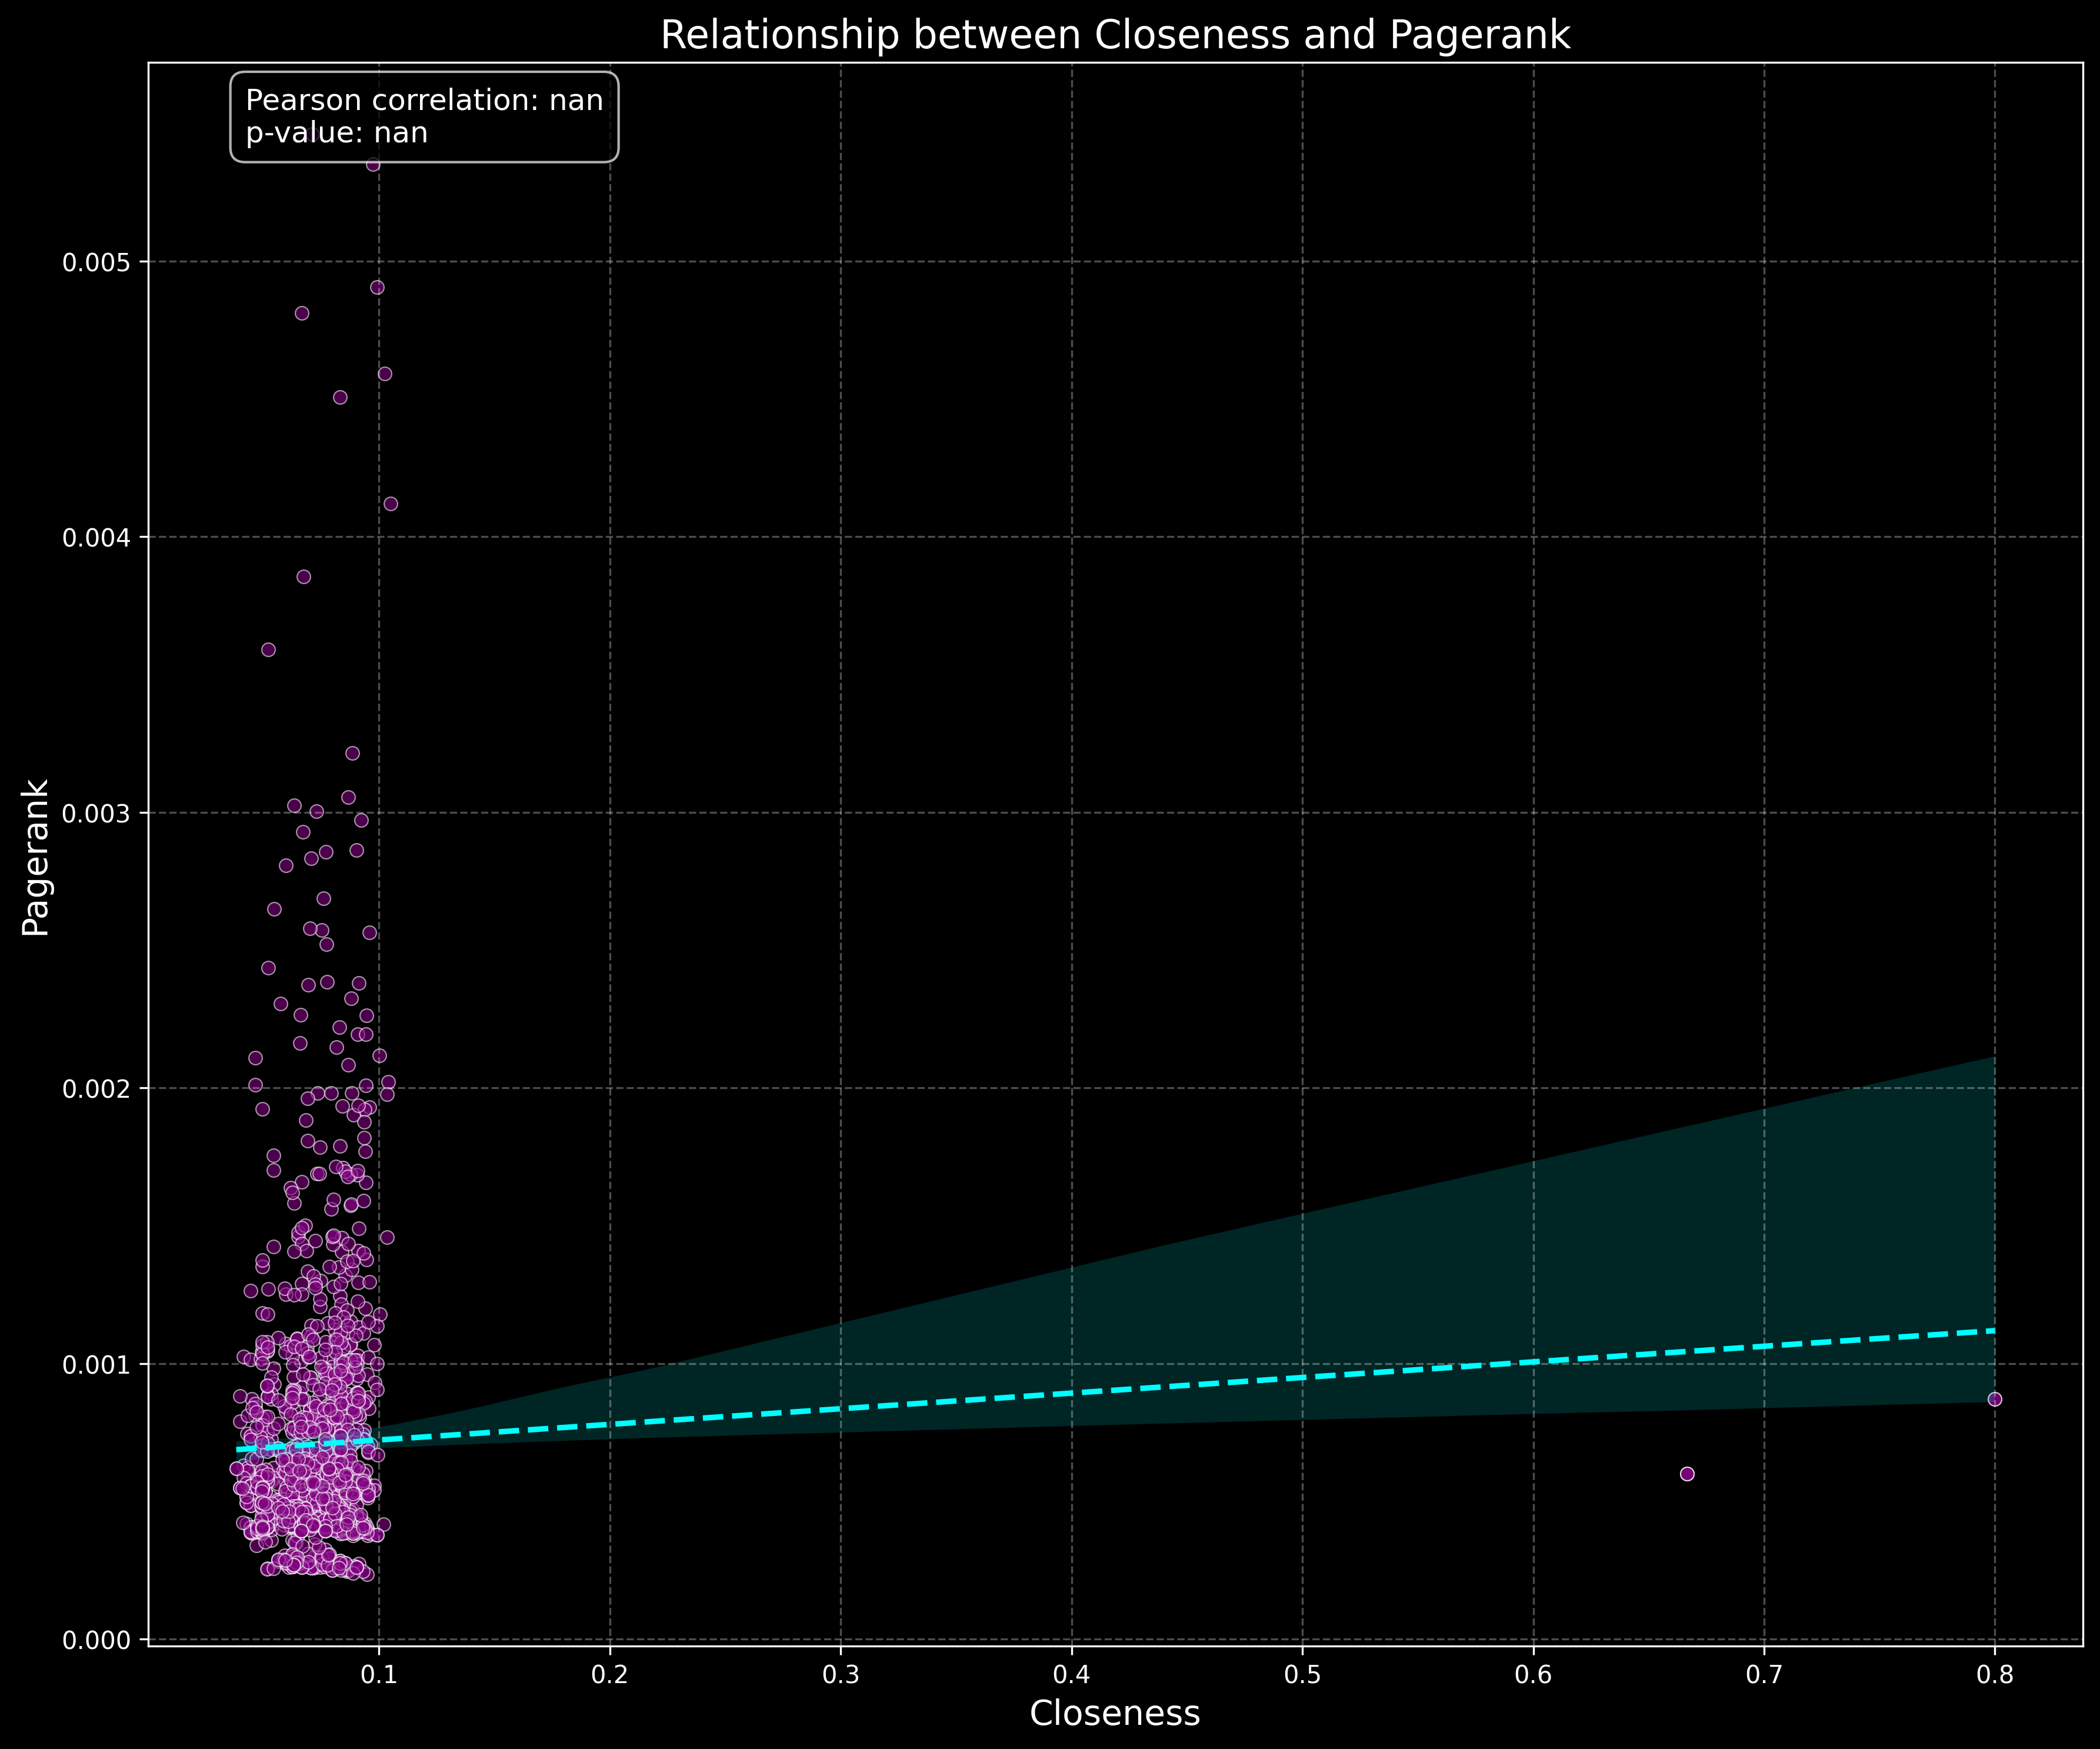 Relationship between Closeness and Pagerank
Pearson correlation: nan
p-value: nan
Pagerank
0.005
0.004
0.003
0.002
0.001
0.000
0.1
0.2
0.3
0.4
0.5
0.6
0.7
0.8
Closeness